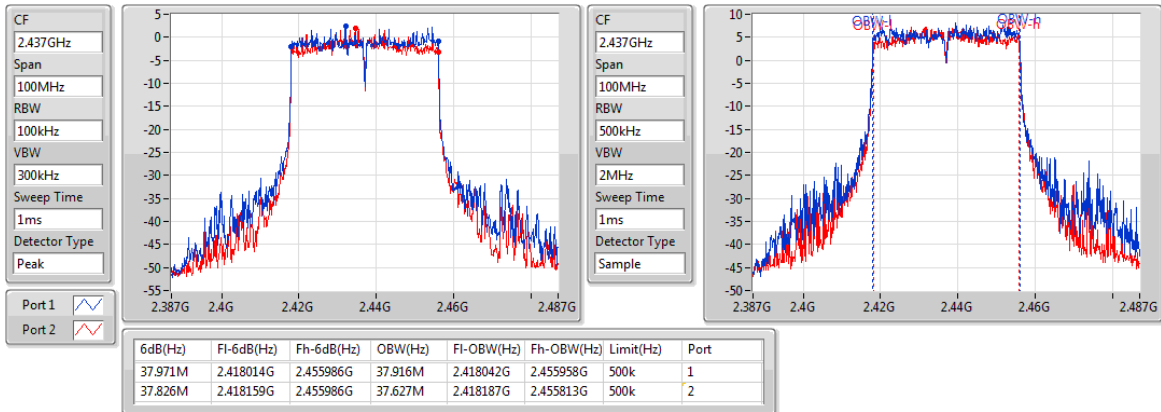 CF
2.437GHz
Span
100MHz
RBW
100kHz
VBW
300kHz
Sweep Time
1ms
Detector Type
Peak
Port 1
Port 2
5
0
-5
-10
-15
-20
-25
-30
-35
-40
-45
-50
-55
2.387G 2.4G 2.42G 2.44G 2.46G 2.487G
CF
2.437GHz
Span
100MHz
RBW
500kHz
VBW
2MHz
Sweep Time
1ms
Detector Type
Sample
10
5
0
-5
-10
-15
-20
-25
-30
-35
-40
-45
-50
OBW-l OBW-h
OBW-l OBW-h
2.387G 2.4G 2.42G 2.44G 2.46G 2.487G
6dB(Hz) Fl-6dB(Hz) Fh-6dB(Hz) OBW(Hz) Fl-OBW(Hz) Fh-OBW(Hz) Limit(Hz) Port
37.971M 2.418014G 2.455986G 37.916M 2.418042G 2.455958G 500k 1
37.826M 2.418159G 2.455986G 37.627M 2.418187G 2.455813G 500k 2